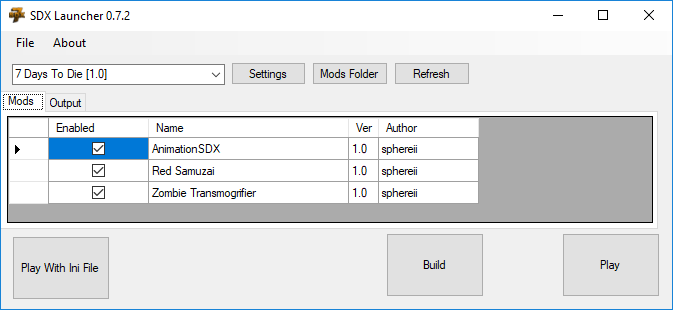 SDX Launcher 0.7.2
File About
7 Days To Die [1.0] Settings Mods Folder Refresh
Mods Output
Enabled Name Ver Author
AnimationSDX 1.0 sphereii
Red Samuzai 1.0 sphereii
Zombie Transmogrifier 1.0 sphereii
Play With Ini File Build Play